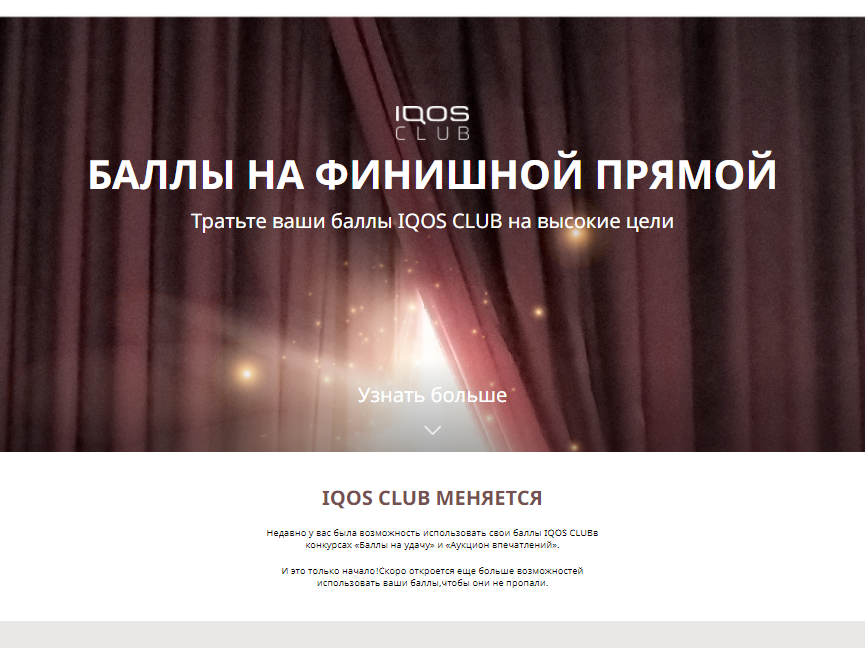 IQOS
CLUB
БАЛЛЫ НА ФИНИШНОЙ ПРЯМОЙ
Тратьте ваши баллы IQOS CLUB на высокие цели
Узнать больше
IQOS CLUB МЕНЯЕТСЯ
Недавно у вас была возможность использовать свои баллы IQOS CLUBв
конкурсах «Баллы на удачу» и «Аукцион впечатлений».
И это только начало!Скоро откроется еще больше возможностей
использовать ваши баллы,чтобы они не пропали.